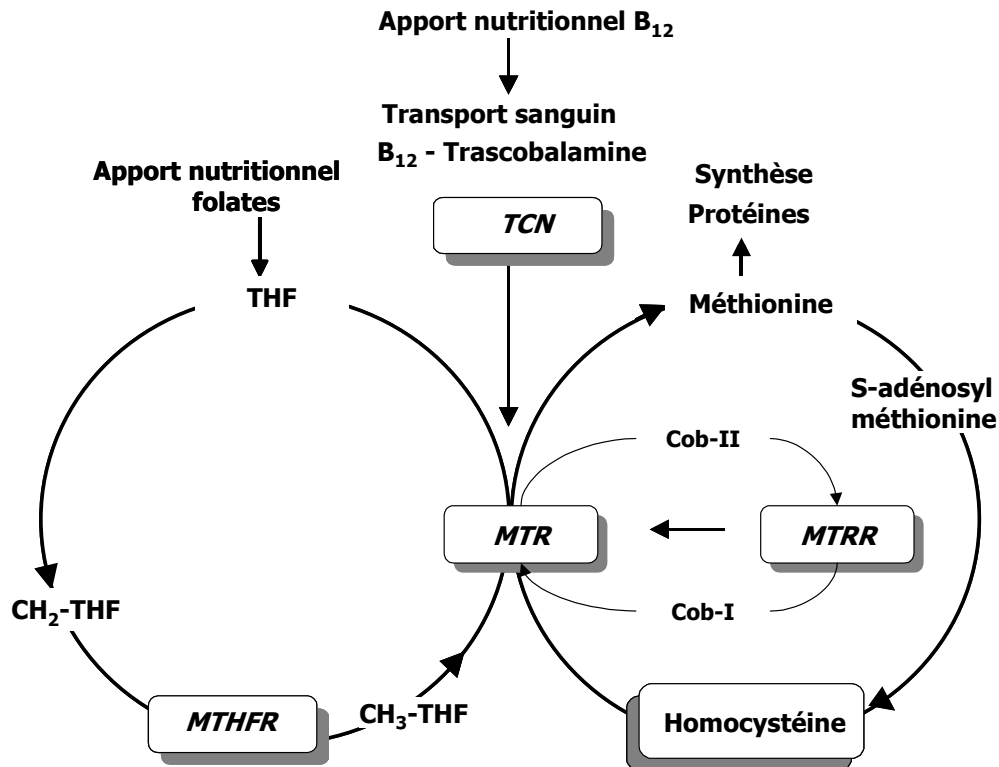 Apport nutritionnel B₁₂
Transport sanguin
B₁₂ - Trascobalamine
Apport nutritionnel
folates
Synthèse
Protéines
TCN
THF
Méthionine
S-adénosyl
méthionine
Cob-II
MTR
MTRR
Cob-I
CH₂-THF
MTHFR
CH₃-THF
Homocystéine